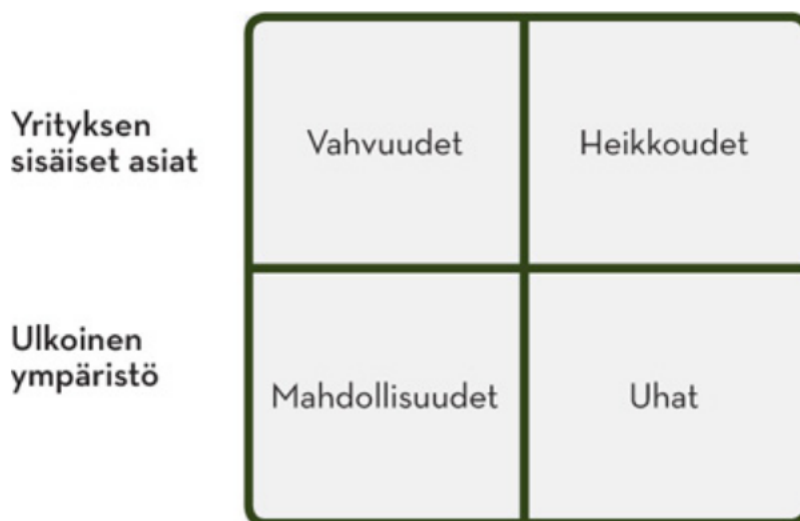 Yrityksen
sisäiset asiat
Vahvuudet
Heikkoudet
Ulkoinen
ympäristö
Mahdollisuudet
Uhat